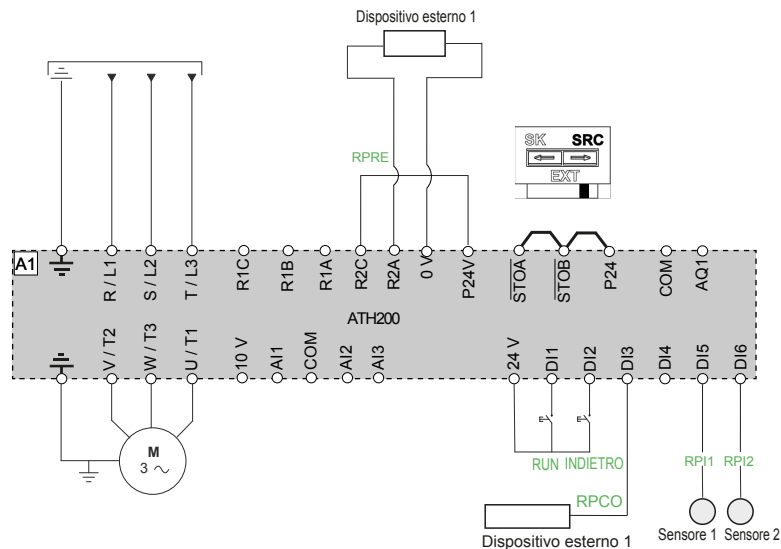 Dispositivo esterno 1
SK SRC
EXT
RPRE
A1
R / L1
S / L2
T / L3
R1C
R1B
R1A
R2C
R2A
0 V
P24V
STOA
STOB
P24
COM
AQ1
ATH200
V / T2
W / T3
U / T1
10 V
AI1
COM
AI2
AI3
24 V
DI1
DI2
DI3
DI4
DI5
DI6
M
3 ~
RUN INDIETRO
RPI1 RPI2
RPCO
Dispositivo esterno 1
Sensore 1 Sensore 2